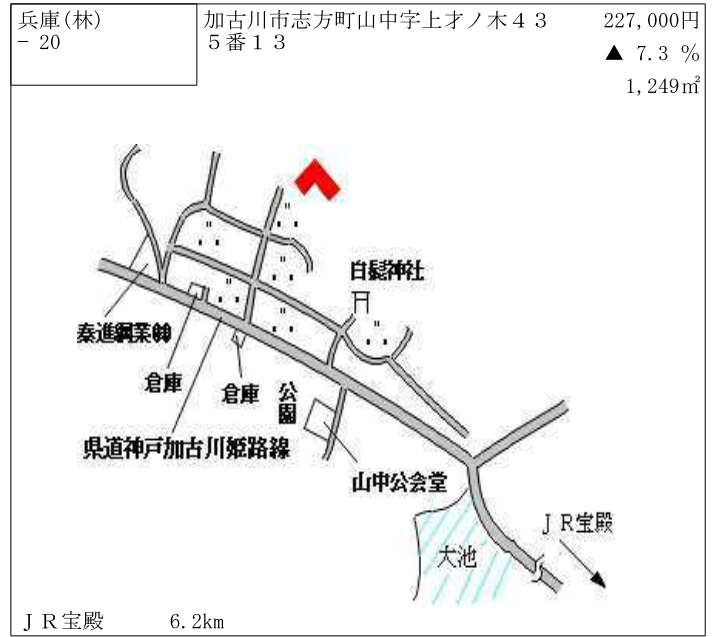 兵庫(林)
－ 20
加古川市志方町山中字上才ノ木４３
５番１３
227,000円
▲ 7.3 %
1,249㎡
白髭神社
秦進鋼業㈱
倉庫
倉庫
公園
県道神戸加古川姫路線
山中公会堂
ＪＲ宝殿
大池
ＪＲ宝殿 6.2km